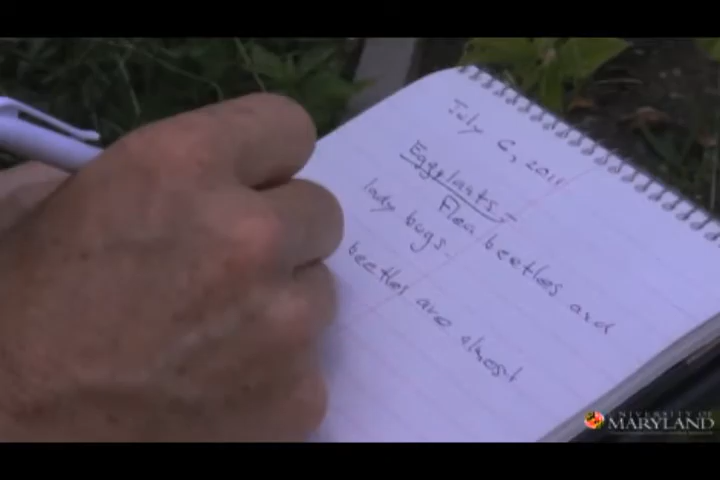 July 6, 2011
Eggplants -
Flea beetles and
lady bugs.
beetles are almost
UNIVERSITY OF
MARYLAND